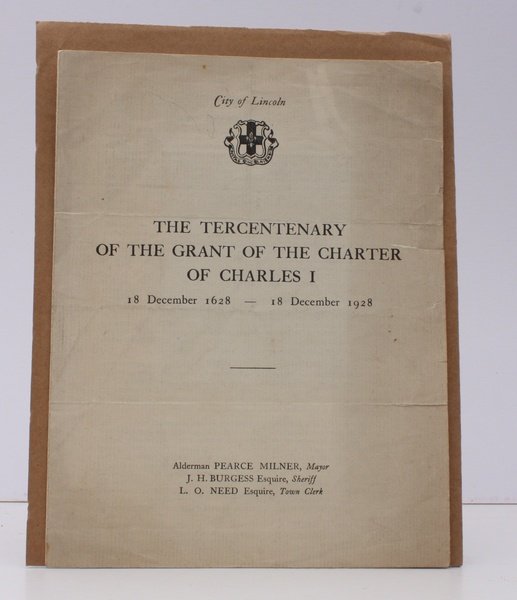 City of Lincoln
THE TERCENTENARY
OF THE GRANT OF THE CHARTER
OF CHARLES I
18 December 1628 — 18 December 1928
Alderman PEARCE MILNER, Mayor
J. H. BURGESS Esquire, Sheriff
L. O. NEED Esquire, Town Clerk